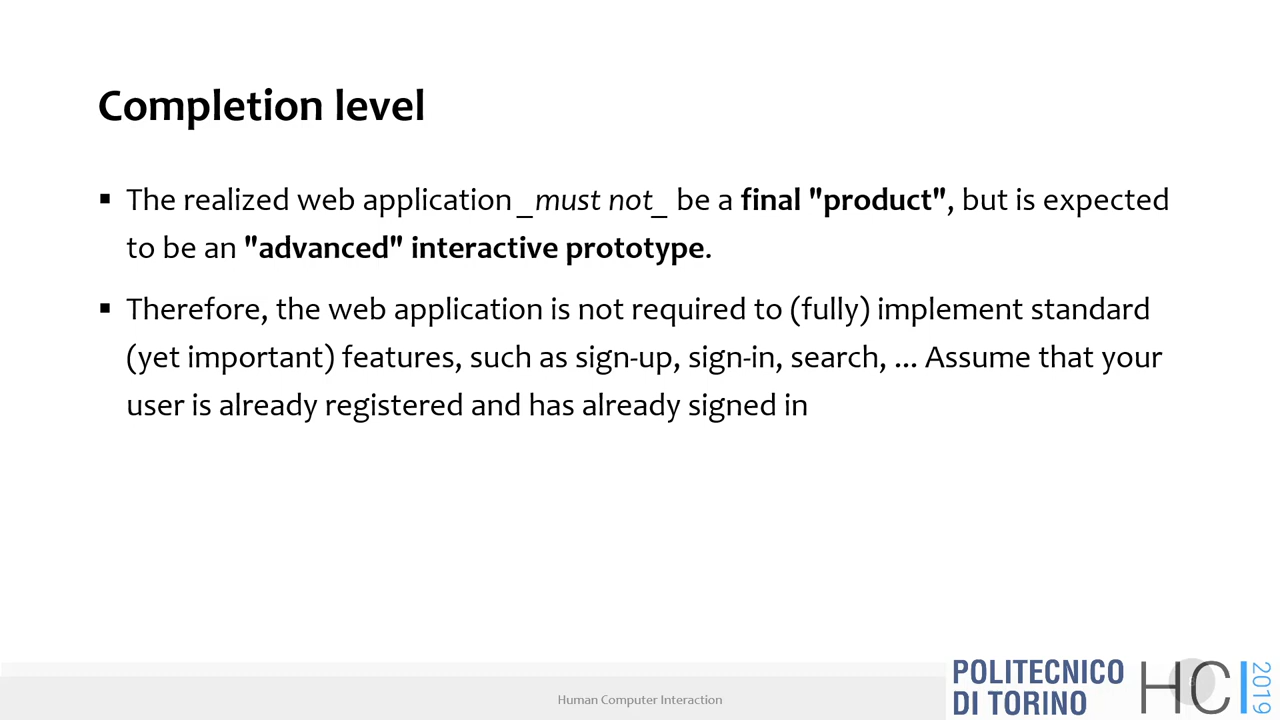 Completion level
▪ The realized web application _must not_ be a final "product", but is expected
to be an "advanced" interactive prototype.
▪ Therefore, the web application is not required to (fully) implement standard
(yet important) features, such as sign-up, sign-in, search, ... Assume that your
user is already registered and has already signed in
Human Computer Interaction
POLITECNICO
DI TORINO
HCI
2019